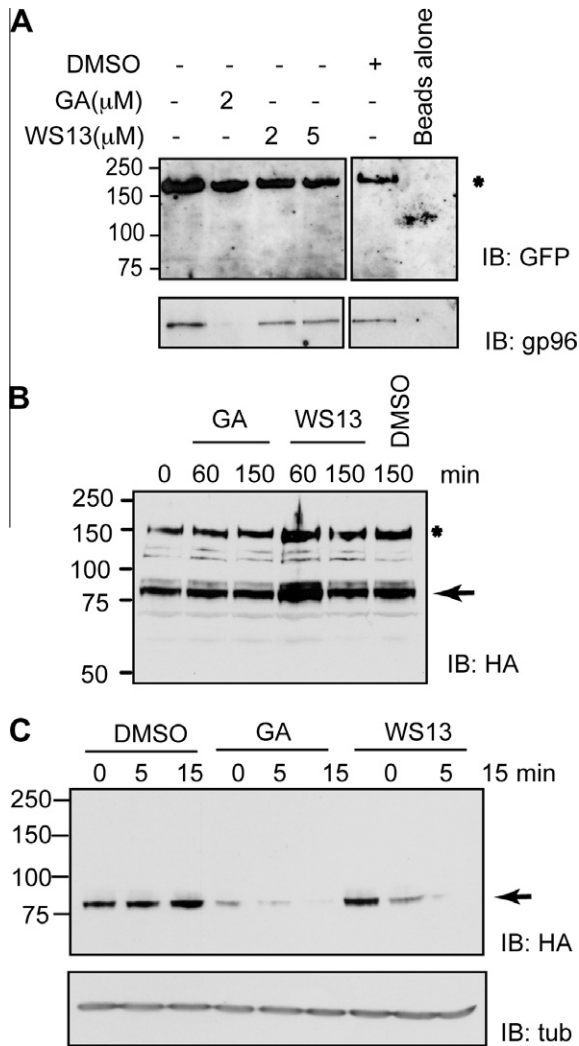 A
DMSO - - - - + Beads alone
GA(μM) - 2 - - -
WS13(μM) - - 2 5 -
250
150
100
75
*
IB: GFP
IB: gp96
B
GA WS13 DMSO
0 60 150 60 150 150 min
250
150
100
75
50
*
IB: HA
C
DMSO GA WS13
0 5 15 0 5 15 0 5 15 min
250
150
100
75
IB: HA
IB: tub